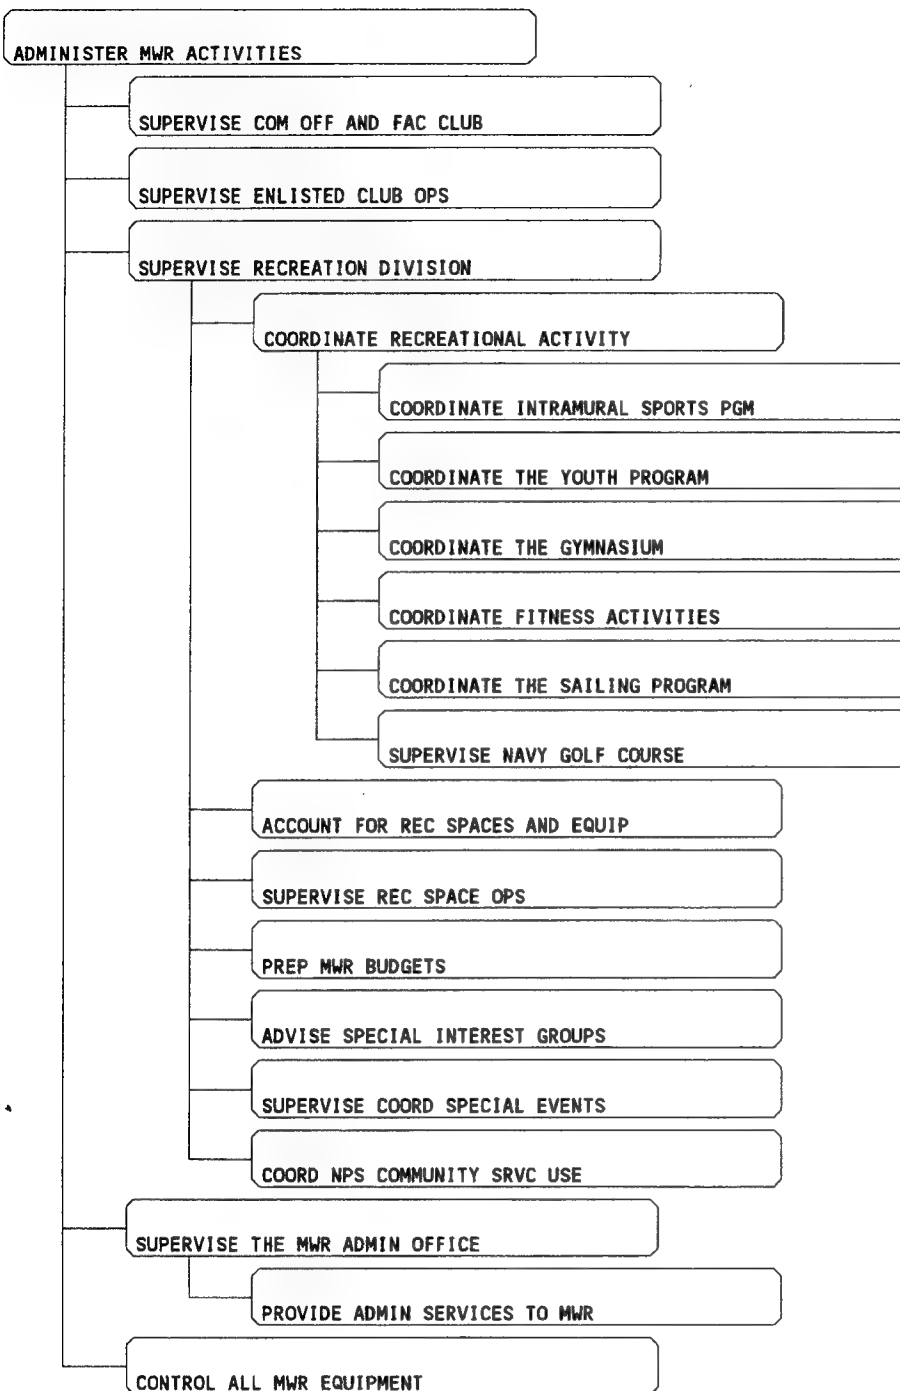 ADMINISTER MWR ACTIVITIES
SUPERVISE COM OFF AND FAC CLUB
SUPERVISE ENLISTED CLUB OPS
SUPERVISE RECREATION DIVISION
COORDINATE RECREATIONAL ACTIVITY
COORDINATE INTRAMURAL SPORTS PGM
COORDINATE THE YOUTH PROGRAM
COORDINATE THE GYMNASIUM
COORDINATE FITNESS ACTIVITIES
COORDINATE THE SAILING PROGRAM
SUPERVISE NAVY GOLF COURSE
ACCOUNT FOR REC SPACES AND EQUIP
SUPERVISE REC SPACE OPS
PREP MWR BUDGETS
ADVISE SPECIAL INTEREST GROUPS
SUPERVISE COORD SPECIAL EVENTS
COORD NPS COMMUNITY SRVC USE
SUPERVISE THE MWR ADMIN OFFICE
PROVIDE ADMIN SERVICES TO MWR
CONTROL ALL MWR EQUIPMENT